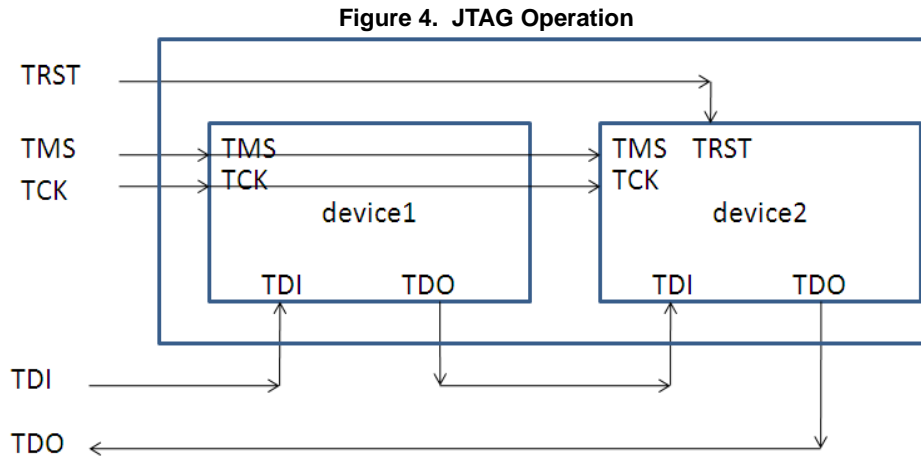 Figure 4. JTAG Operation
TRST
TMS
TCK
TMS
TCK
device1
TDI TDO
TMS TRST
TCK
device2
TDI TDO
TDI
TDO